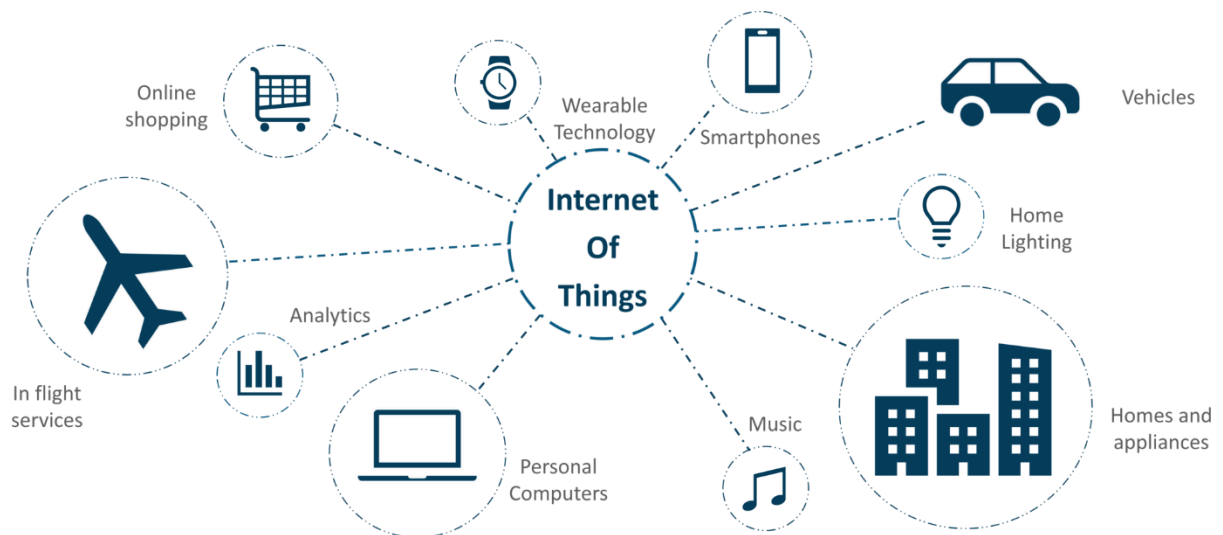 Online
shopping
Wearable
Technology
Smartphones
Vehicles
Internet
Of
Things
Home
Lighting
Analytics
In flight
services
Personal
Computers
Music
Homes and
appliances